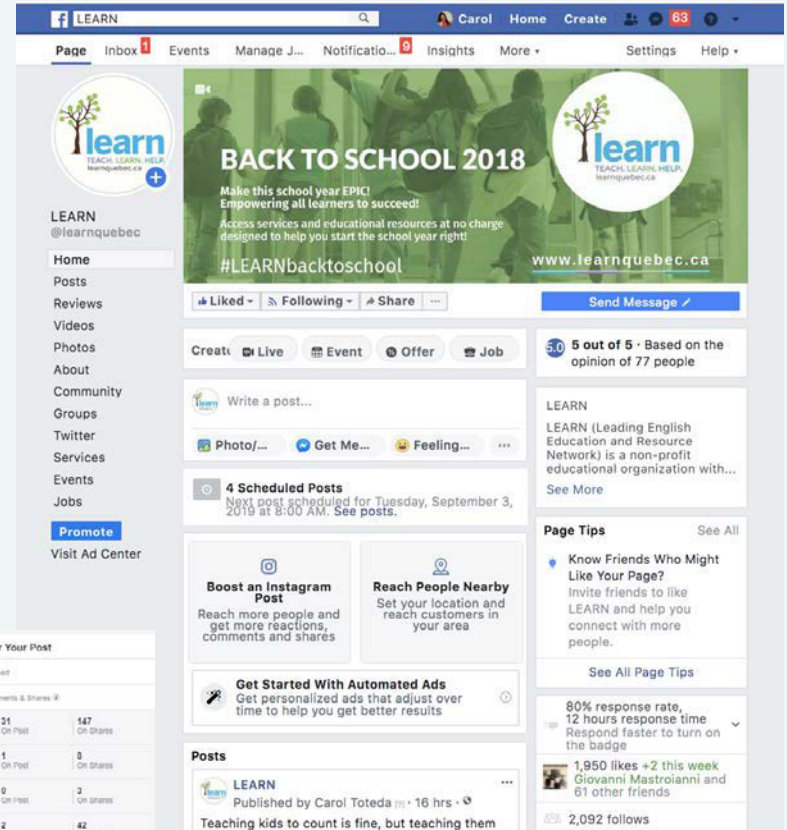 LEARN
Carol Home Create 63
Page Inbox 1 Events Manage J... Notificatio... 9 Insights More Settings Help
learn
TEACH. LEARN. HELP.
learnquebec.ca
LEARN
@learnquebec
Home
Posts
Reviews
Videos
Photos
About
Community
Groups
Twitter
Services
Events
Jobs
Promote
Visit Ad Center
BACK TO SCHOOL 2018
Make this school year EPIC!
Empowering all learners to succeed!
Access services and educational resources at no charge
designed to help you start the school year right!
#LEARNbacktoschool
learn
TEACH. LEARN. HELP.
learnquebec.ca
www.learnquebec.ca
Liked Following Share ...
Send Message
Live Event Offer Job
Write a post...
Photo/... Get Me... Feeling... ...
4 Scheduled Posts
Next post scheduled for Tuesday, September 3,
2019 at 8:00 AM. See posts.
Boost an Instagram
Post
Reach more people and
get more reactions,
comments and shares
Reach People Nearby
Set your location and
reach customers in
your area
Get Started With Automated Ads
Get personalized ads that adjust over
time to help you get better results
Posts
LEARN ...
Published by Carol Toteda [?] · 16 hrs ·
Teaching kids to count is fine, but teaching them
5.0 5 out of 5 · Based on the
opinion of 77 people
LEARN
LEARN (Leading English
Education and Resource
Network) is a non-profit
educational organization with...
See More
Page Tips See All
Know Friends Who Might
Like Your Page?
Invite friends to like
LEARN and help you
connect with more
people.
See All Page Tips
80% response rate,
12 hours response time
Respond faster to turn on
the badge
1,950 likes +2 this week
Giovanni Mastroianni and
61 other friends
2,092 follows
Your Post
& Shares
31 147
On Post On Shares
1 0
On Post On Shares
0 3
On Post On Shares
2 42